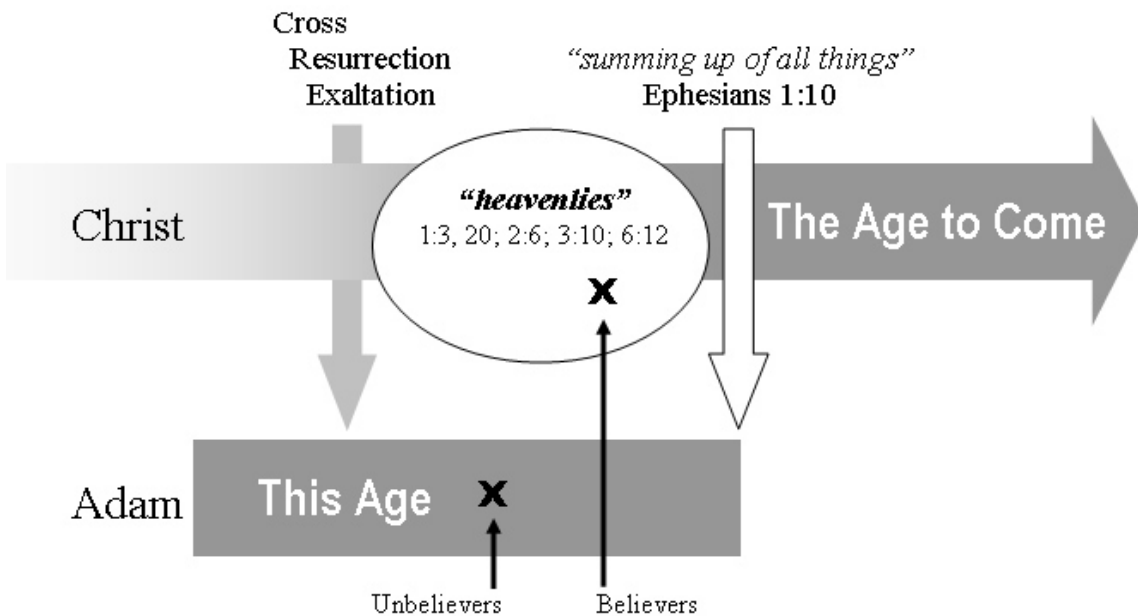 Cross
Resurrection
Exaltation
“summing up of all things”
Ephesians 1:10
Christ
“heavenlies”
1:3, 20; 2:6; 3:10; 6:12
x
The Age to Come
Adam
This Age
x
Unbelievers
Believers